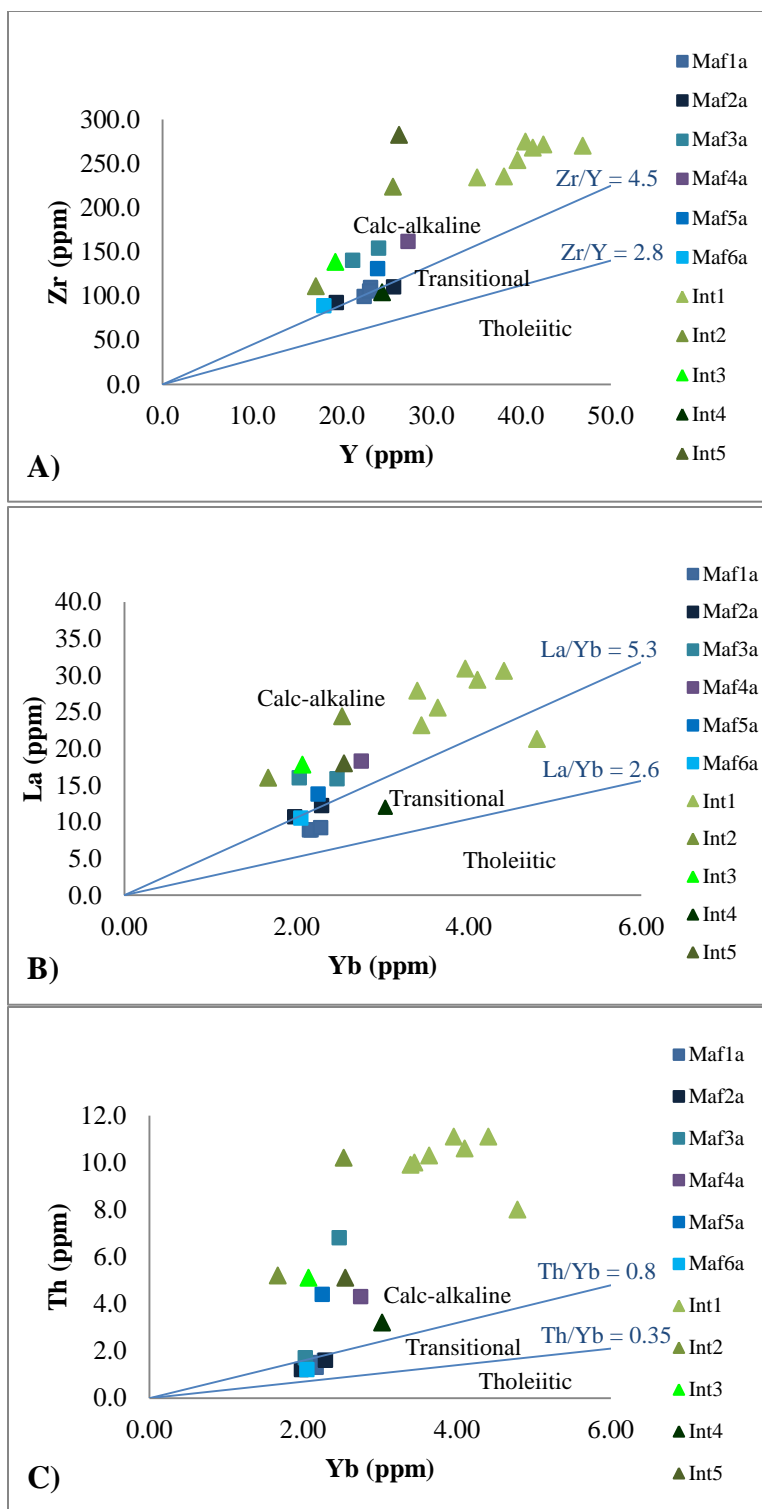 300.0
250.0
200.0
150.0
100.0
50.0
0.0
Zr (ppm)
0.0 10.0 20.0 30.0 40.0 50.0
Y (ppm)
Zr/Y = 4.5
Zr/Y = 2.8
Calc-alkaline
Transitional
Tholeiitic
Maf1a
Maf2a
Maf3a
Maf4a
Maf5a
Maf6a
Int1
Int2
Int3
Int4
Int5
A)
40.0
35.0
30.0
25.0
20.0
15.0
10.0
5.0
0.0
La (ppm)
0.00 2.00 4.00 6.00
Yb (ppm)
La/Yb = 5.3
La/Yb = 2.6
Calc-alkaline
Transitional
Tholeiitic
Maf1a
Maf2a
Maf3a
Maf4a
Maf5a
Maf6a
Int1
Int2
Int3
Int4
Int5
B)
12.0
10.0
8.0
6.0
4.0
2.0
0.0
Th (ppm)
0.00 2.00 4.00 6.00
Yb (ppm)
Th/Yb = 0.8
Th/Yb = 0.35
Calc-alkaline
Transitional
Tholeiitic
Maf1a
Maf2a
Maf3a
Maf4a
Maf5a
Maf6a
Int1
Int2
Int3
Int4
Int5
C)